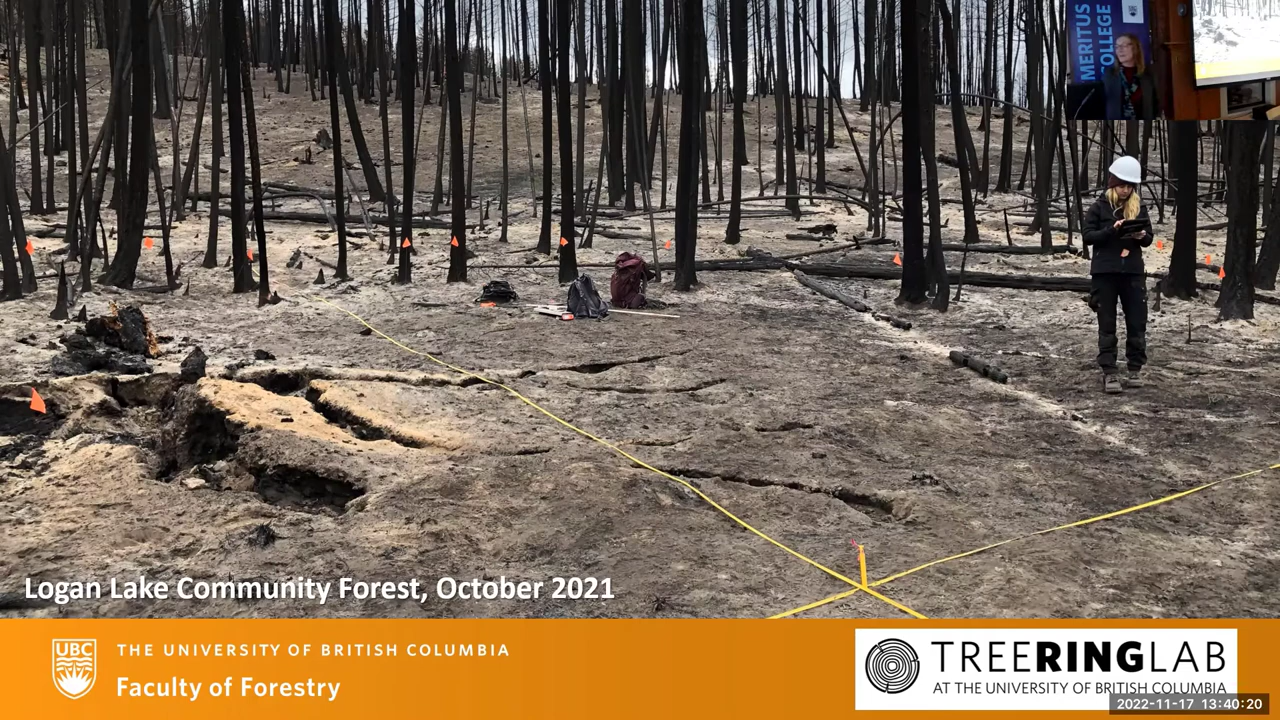 MERITUS
COLLEGE
Logan Lake Community Forest, October 2021
UBC
THE UNIVERSITY OF BRITISH COLUMBIA
Faculty of Forestry
TREERINGLAB
AT THE UNIVERSITY OF BRITISH COLUMBIA
2022-11-17 13:40:20